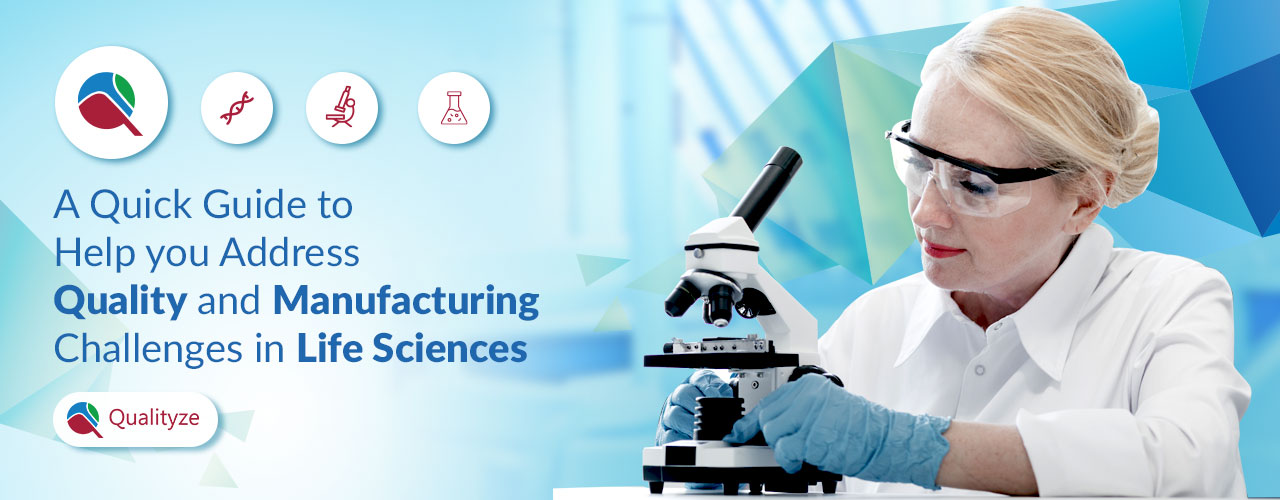 A Quick Guide to
Help you Address
Quality and Manufacturing
Challenges in Life Sciences
Qualityze